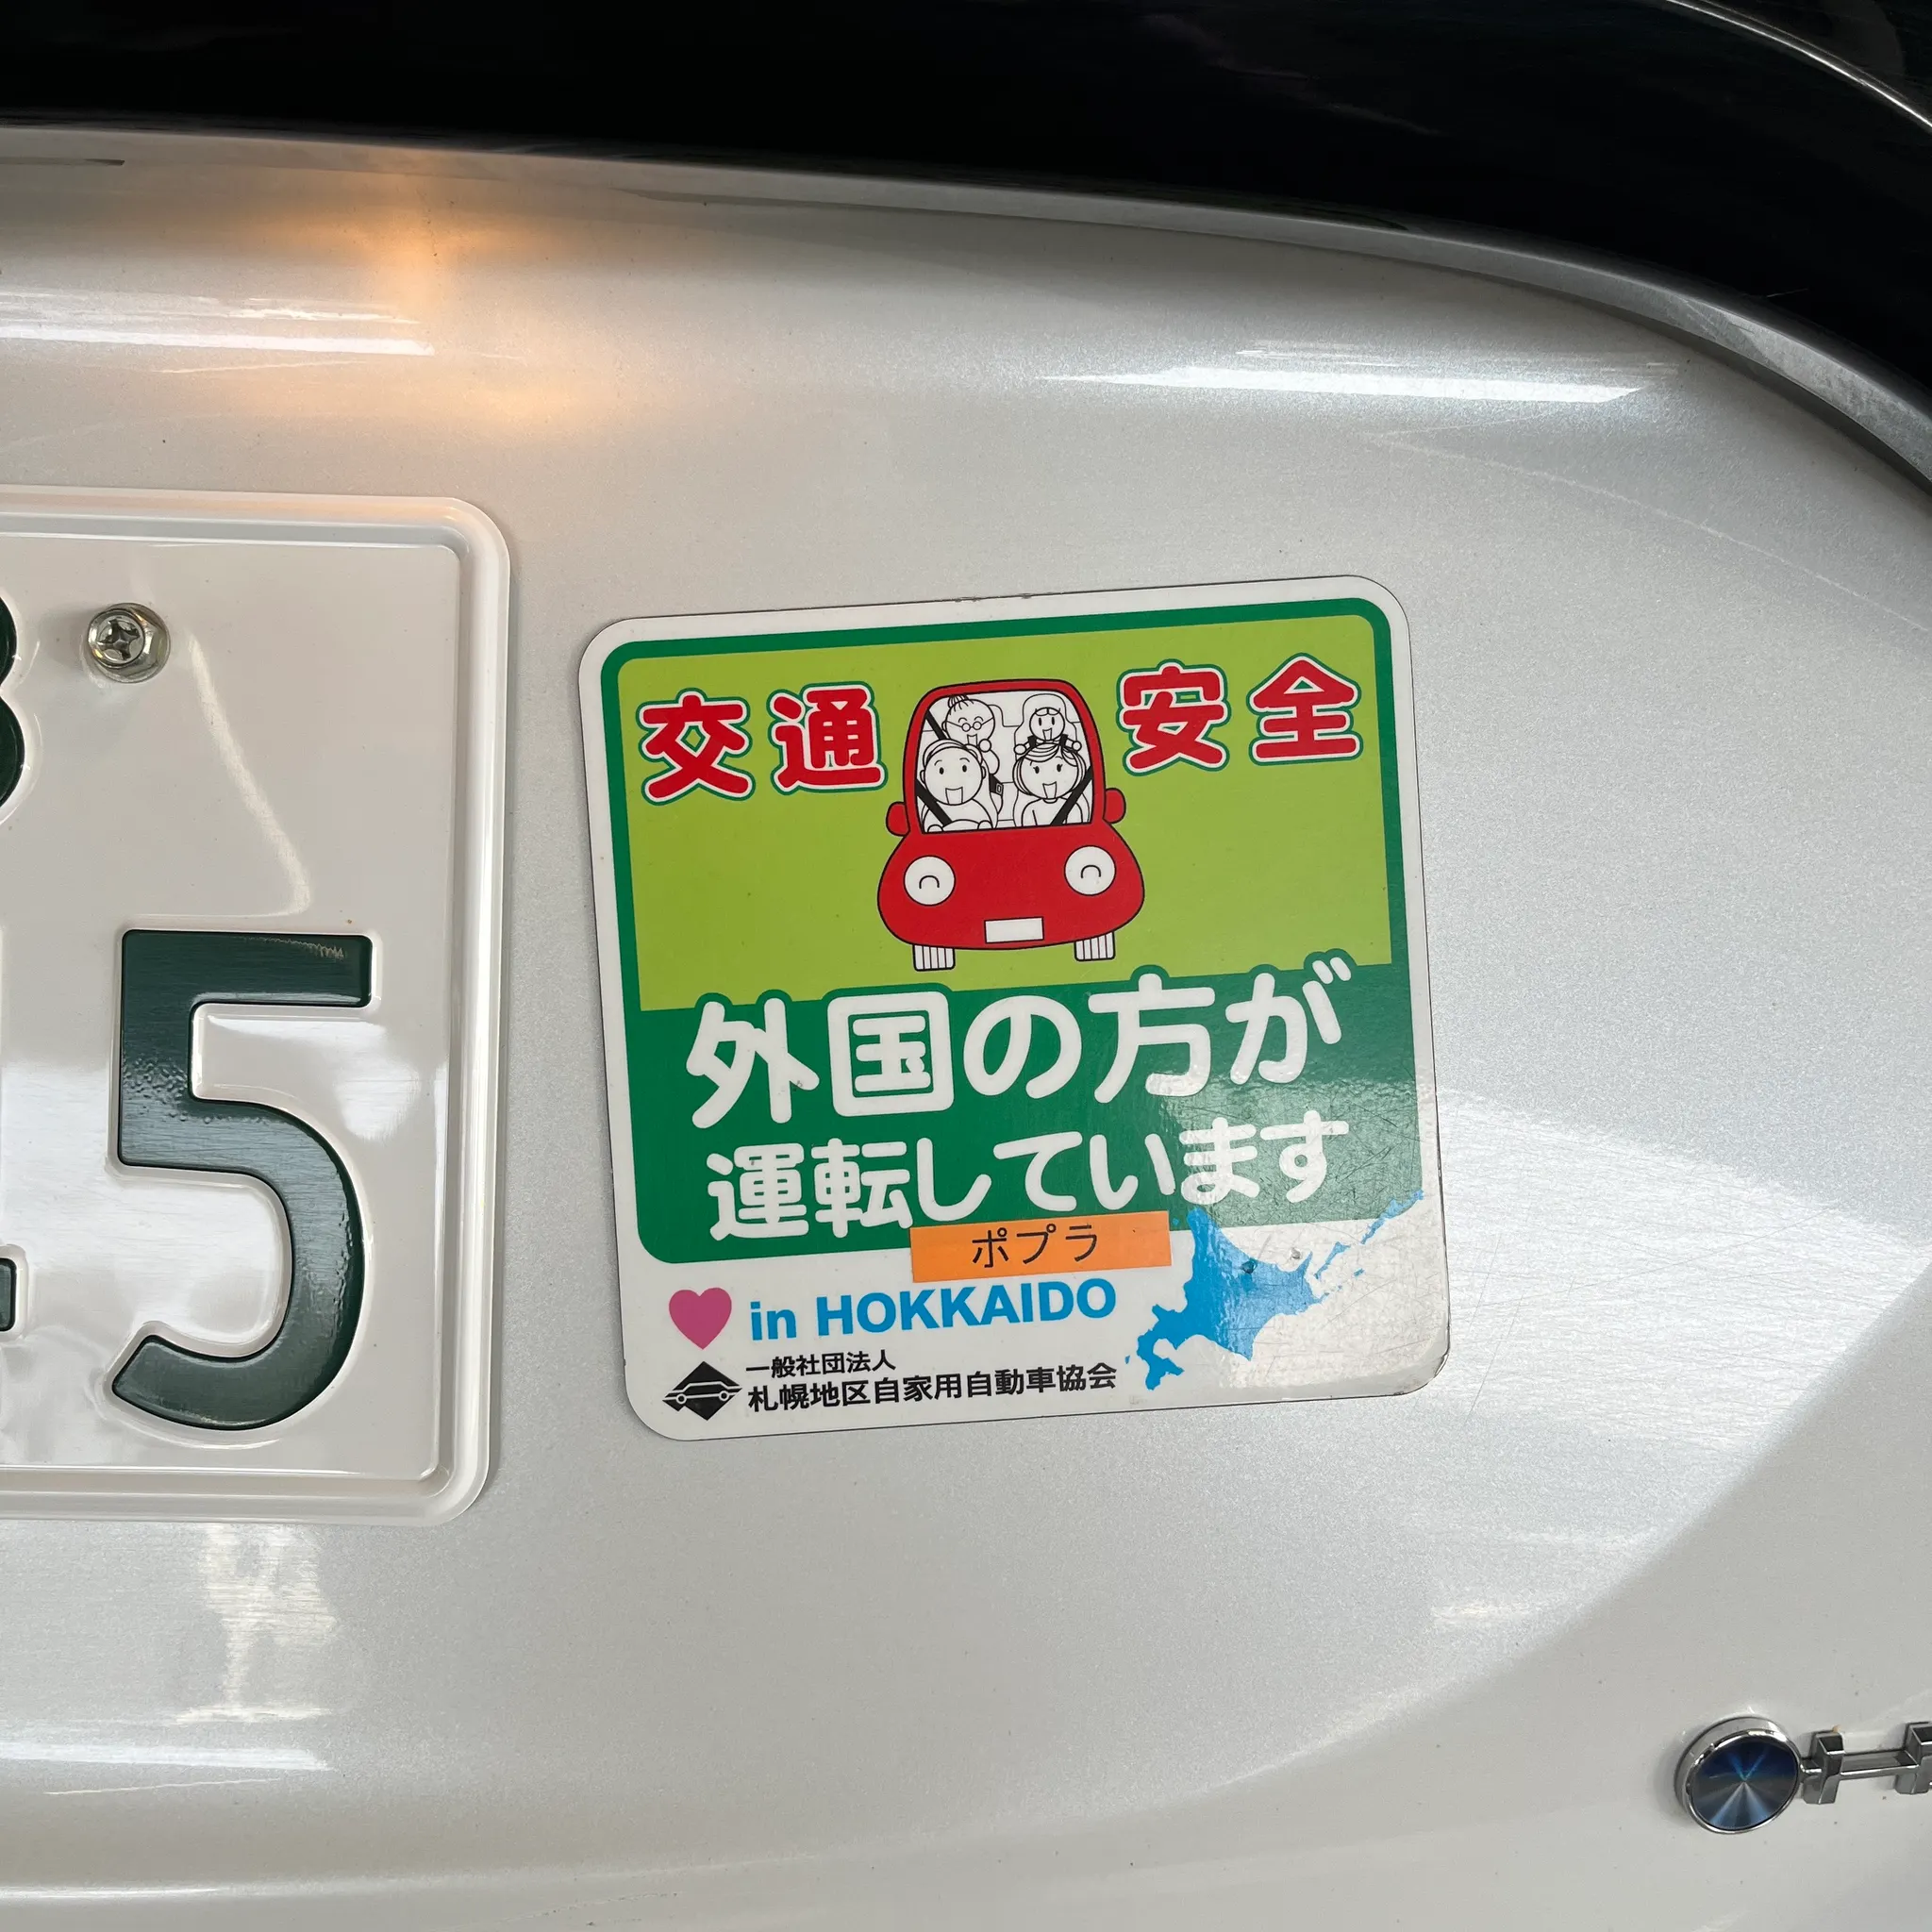 5
交通 安全
外国の方が
運転しています
ポプラ
in HOKKAIDO
一般社団法人
札幌地区自家用自動車協会